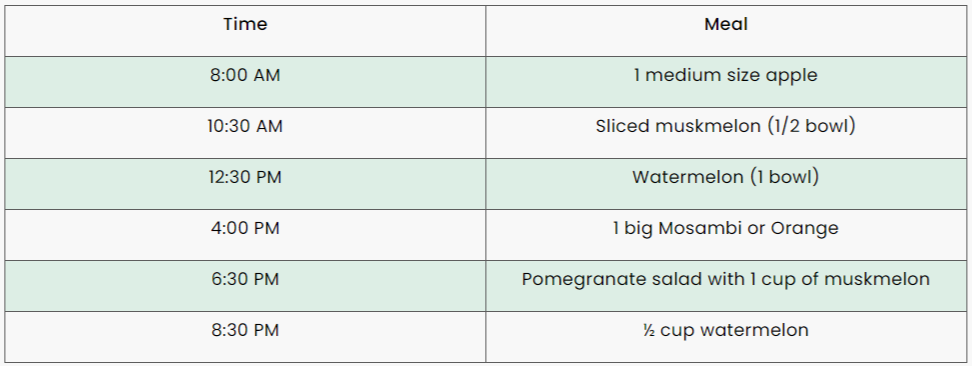 Time Meal
8:00 AM 1 medium size apple
10:30 AM Sliced muskmelon (1/2 bowl)
12:30 PM Watermelon (1 bowl)
4:00 PM 1 big Mosambi or Orange
6:30 PM Pomegranate salad with 1 cup of muskmelon
8:30 PM ½ cup watermelon